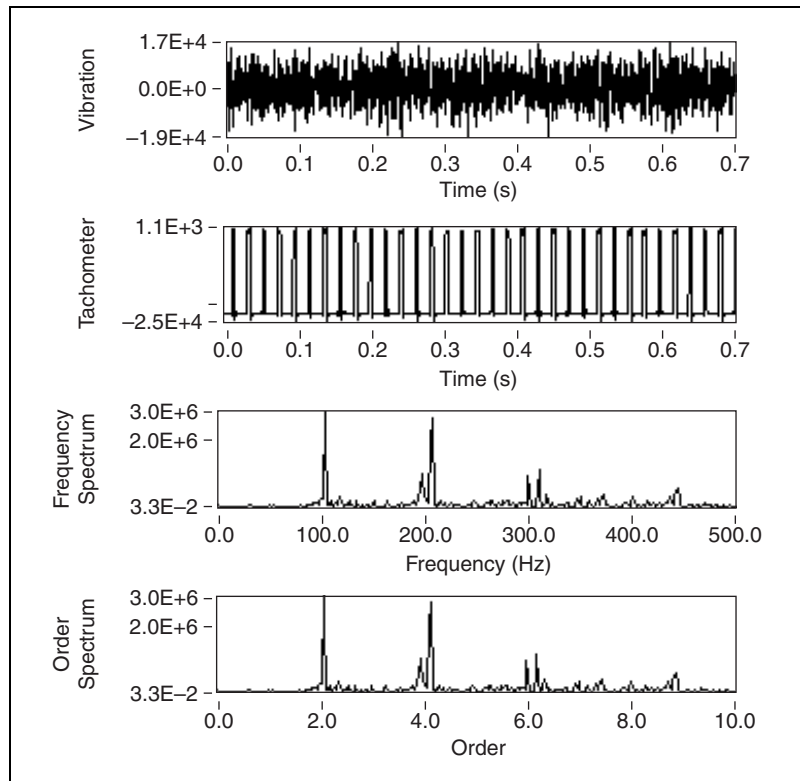 Vibration
1.7E+4
0.0E+0
−1.9E+4
0.0 0.1 0.2 0.3 0.4 0.5 0.6 0.7
Time (s)
Tachometer
1.1E+3
−2.5E+4
0.0 0.1 0.2 0.3 0.4 0.5 0.6 0.7
Time (s)
Frequency
Spectrum
3.0E+6
2.0E+6
3.3E−2
0.0 100.0 200.0 300.0 400.0 500.0
Frequency (Hz)
Order
Spectrum
3.0E+6
2.0E+6
3.3E−2
0.0 2.0 4.0 6.0 8.0 10.0
Order